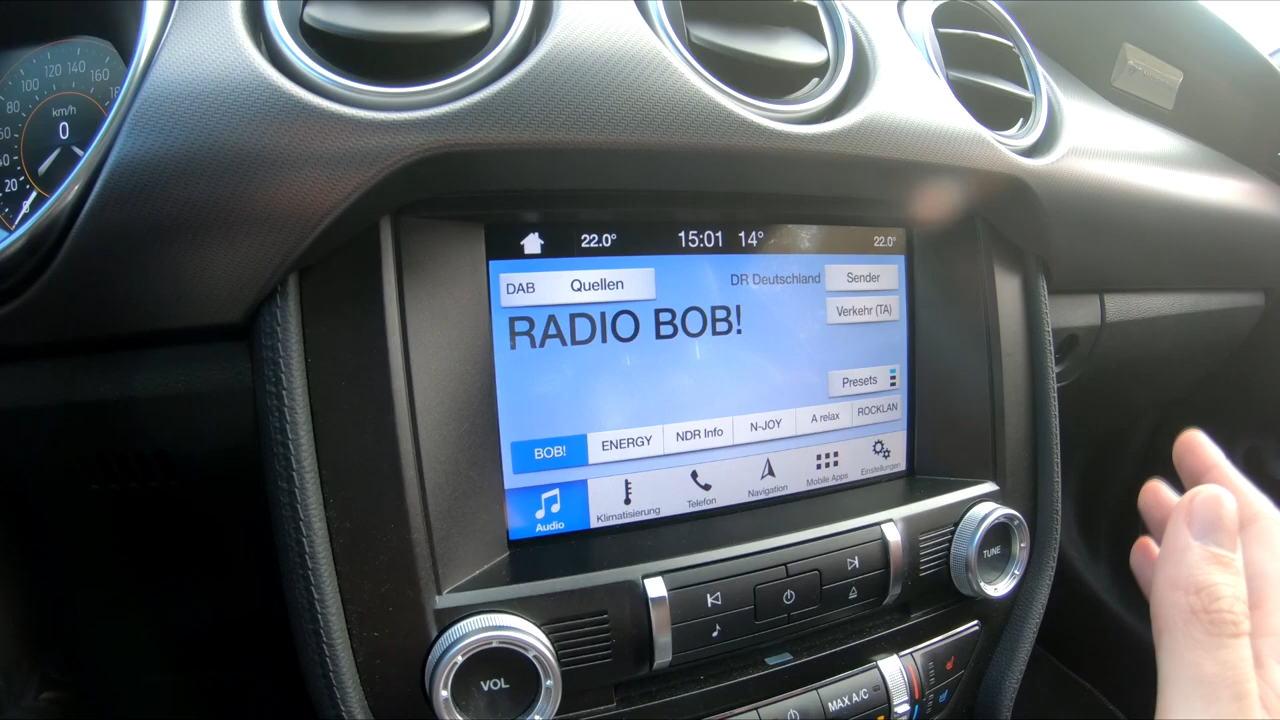 100 120 140 160
80
60
40
20
0
km/h
0
22.0° 15:01 14° 22.0°
DAB Quellen DR Deutschland Sender
RADIO BOB! Verkehr (TA)
Presets
BOB! ENERGY NDR Info N-JOY A relax ROCKLAN
Audio Klimatisierung Telefon Navigation Mobile Apps Einstellungen
TUNE
VOL
MAX A/C